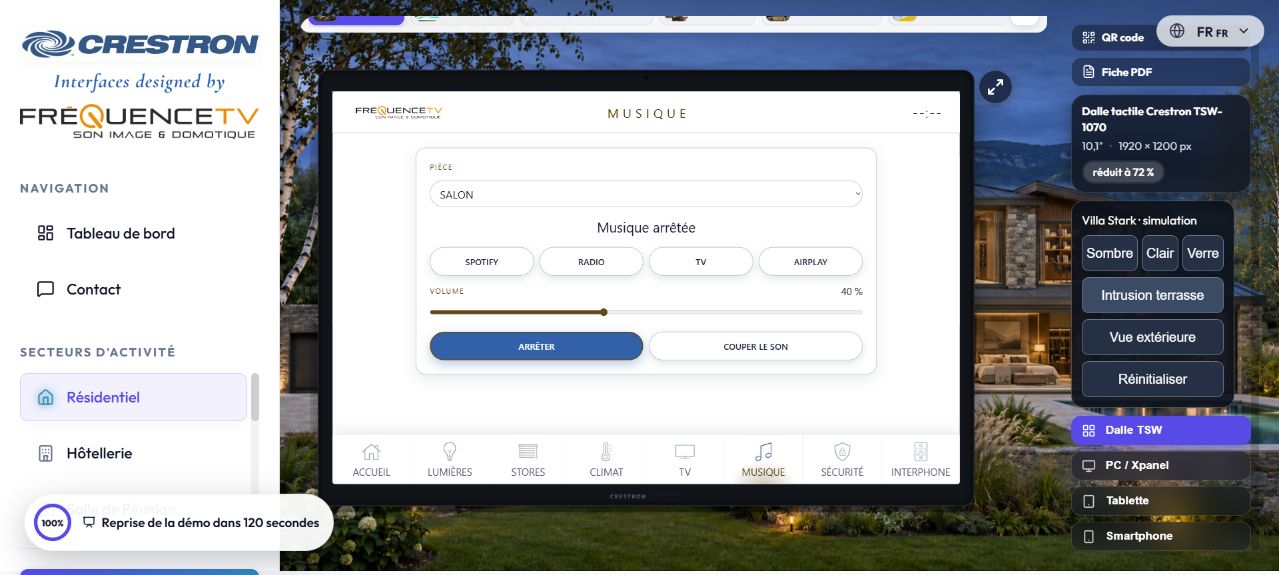 CRESTRON
Interfaces designed by
FRÉQUENCETV
SON IMAGE & DOMOTIQUE
NAVIGATION
Tableau de bord
Contact
SECTEURS D'ACTIVITÉ
Résidentiel
Hôtellerie
Salle de Réunion
100%
Reprise de la démo dans 120 secondes
FRÉQUENCETV
SON IMAGE & DOMOTIQUE
MUSIQUE
--:--
PIÈCE
SALON
Musique arrêtée
SPOTIFY
RADIO
TV
AIRPLAY
VOLUME
40 %
ARRÊTER
COUPER LE SON
ACCUEIL
LUMIÈRES
STORES
CLIMAT
TV
MUSIQUE
SÉCURITÉ
INTERPHONE
CRESTRON
QR code
FR FR
Fiche PDF
Dalle tactile Crestron TSW-
1070
10,1" · 1920 × 1200 px
réduit à 72 %
Villa Stark · simulation
Sombre
Clair
Verre
Intrusion terrasse
Vue extérieure
Réinitialiser
Dalle TSW
PC / Xpanel
Tablette
Smartphone